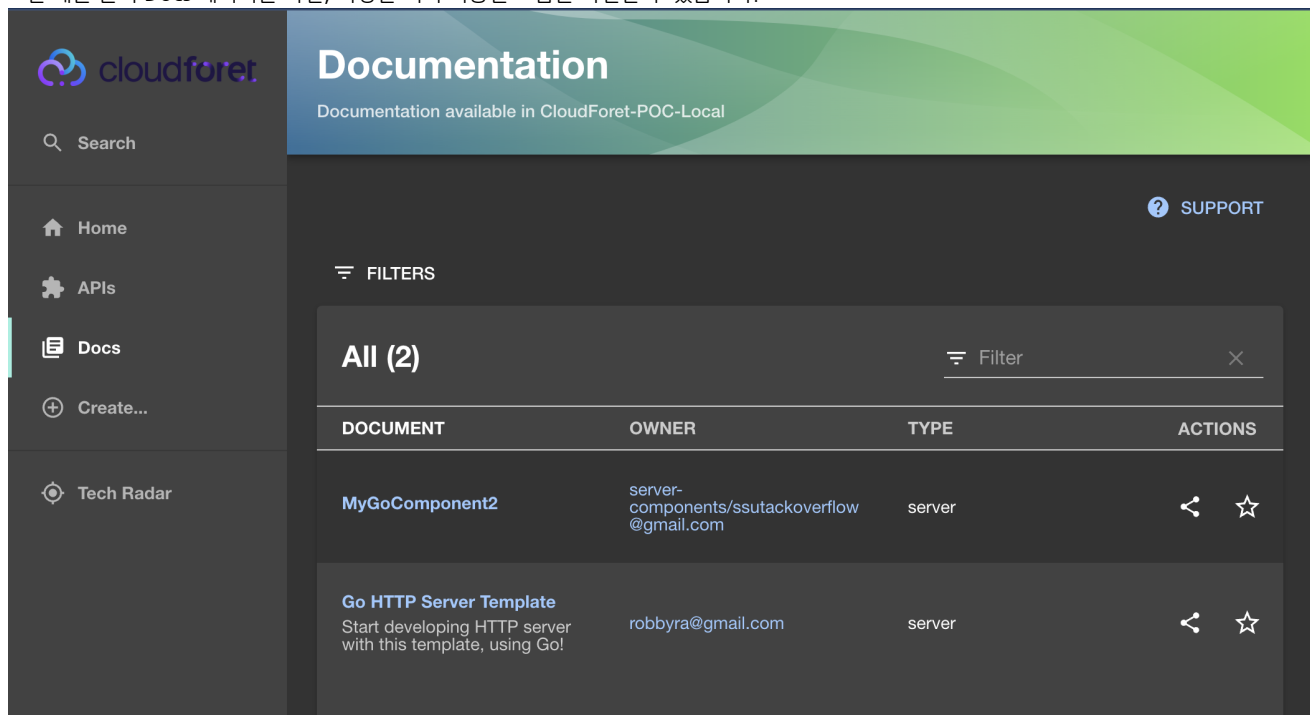 cloudforet
Documentation
Documentation available in CloudForet-POC-Local
Search
SUPPORT
Home
FILTERS
APIs
Docs
All (2)
Filter
Create...
DOCUMENT OWNER TYPE ACTIONS
Tech Radar
MyGoComponent2
server-
components/ssutackoverflow
@gmail.com
server
Go HTTP Server Template
Start developing HTTP server
with this template, using Go!
robbyra@gmail.com
server